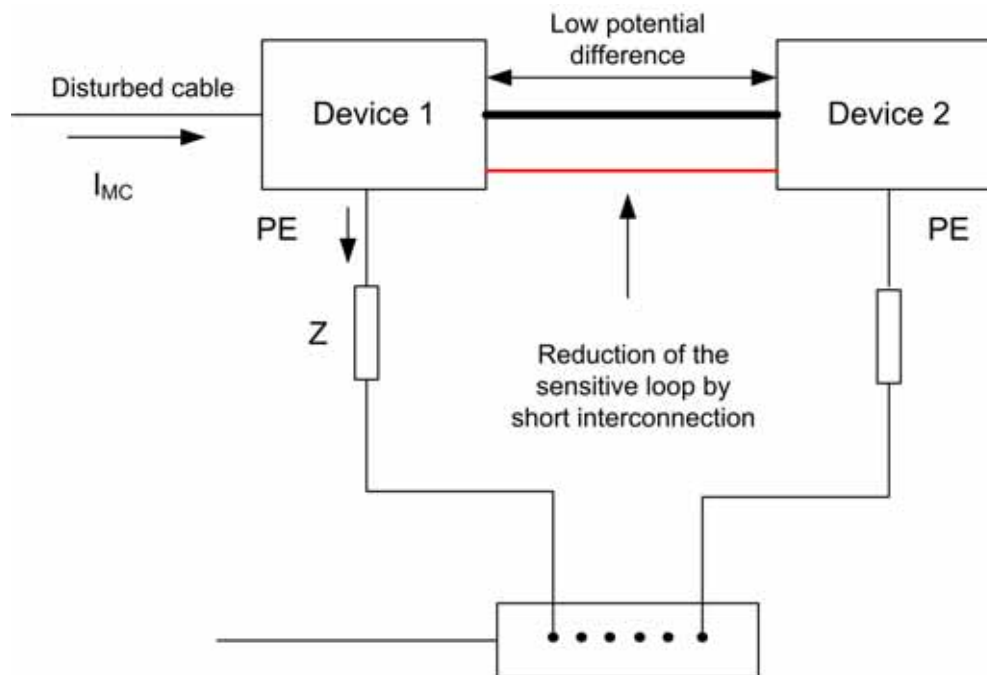 Low potential
difference
Disturbed cable
Device 1
Device 2
I_MC
PE
PE
Z
Reduction of the
sensitive loop by
short interconnection